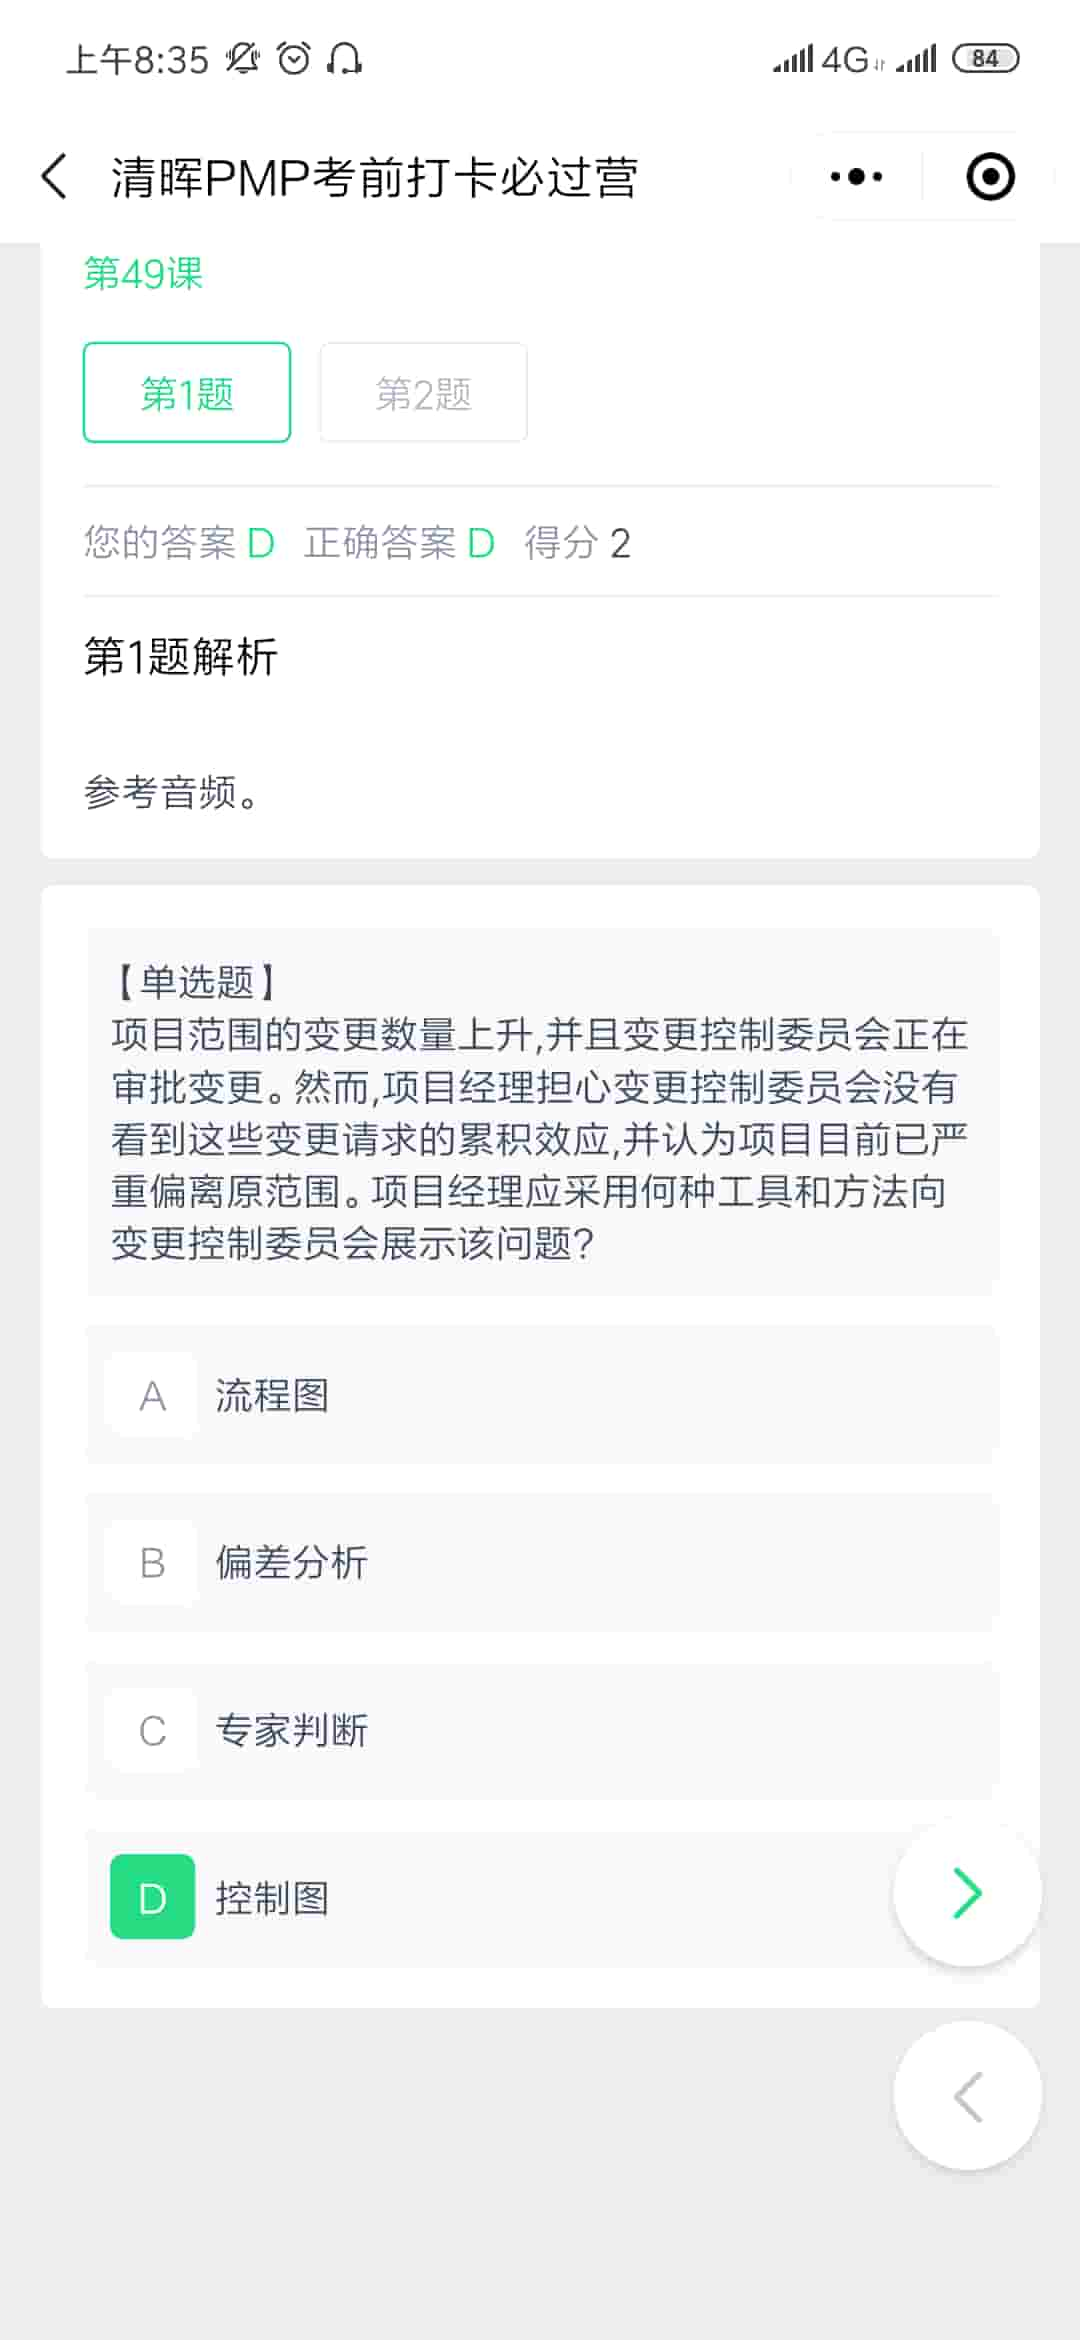 上午8:35
4G
84
清晖PMP考前打卡必过营
第49课
第1题
第2题
您的答案 D 正确答案 D 得分 2
第1题解析
参考音频。
【单选题】
项目范围的变更数量上升,并且变更控制委员会正在
审批变更。然而,项目经理担心变更控制委员会没有
看到这些变更请求的累积效应,并认为项目目前已严
重偏离原范围。项目经理应采用何种工具和方法向
变更控制委员会展示该问题?
A 流程图
B 偏差分析
C 专家判断
D 控制图